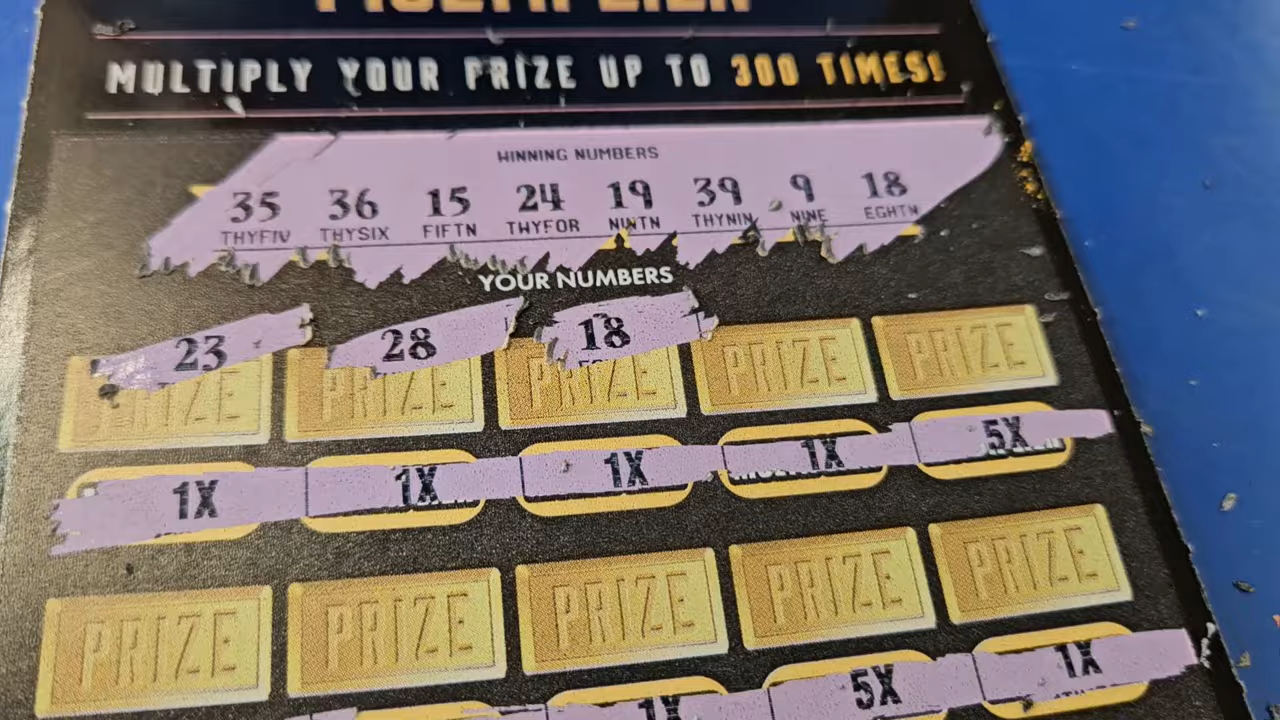 MULTIPLIER
MULTIPLY YOUR PRIZE UP TO 300 TIMES!
WINNING NUMBERS
35 36 15 24 19 39 9 18
THYFIV THYSIX FIFTN THYFOR NINTN THYNIN NINE EGHTN
YOUR NUMBERS
23 28 18
PRIZE PRIZE PRIZE PRIZE PRIZE
1X 1X 1X 1X 5X
PRIZE PRIZE PRIZE PRIZE PRIZE
1X 5X 1X